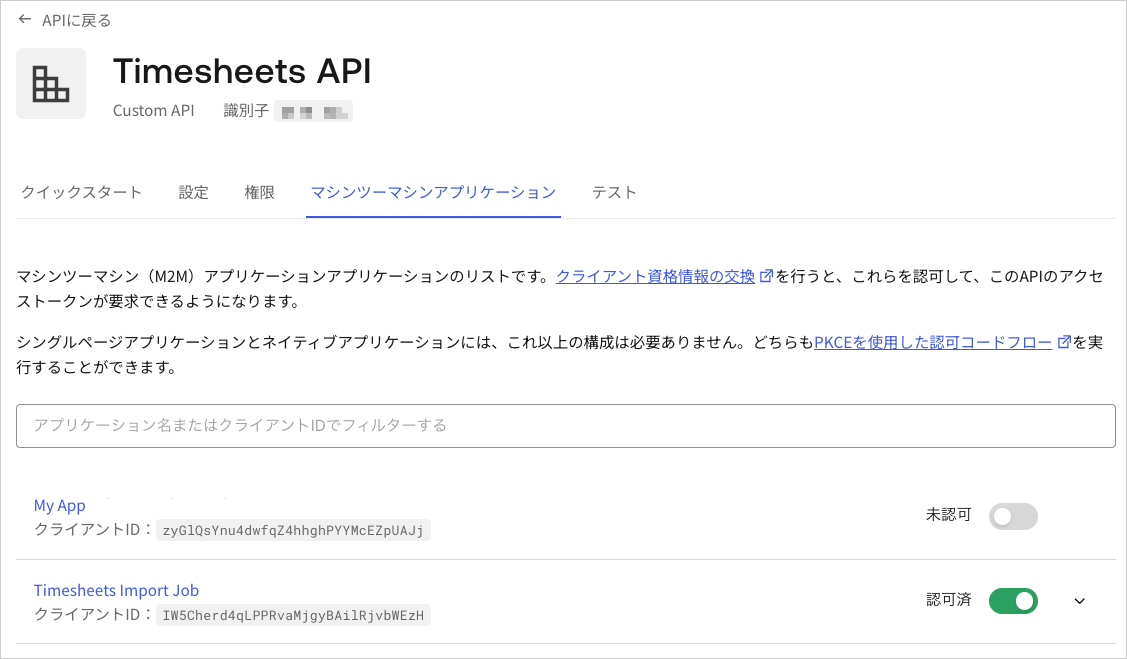 ← APIに戻る
Timesheets API
Custom API 識別子
クイックスタート 設定 権限 マシンツーマシンアプリケーション テスト
マシンツーマシン（M2M）アプリケーションアプリケーションのリストです。クライアント資格情報の交換を行うと、これらを認可して、このAPIのアクセ
ストークンが要求できるようになります。
シングルページアプリケーションとネイティブアプリケーションには、これ以上の構成は必要ありません。どちらもPKCEを使用した認可コードフローを実
行することができます。
アプリケーション名またはクライアントIDでフィルターする
My App
未認可
クライアントID： zyGlQsYnu4dwfqZ4hhghPYYMcEZpUAJj
Timesheets Import Job
認可済
クライアントID： IW5Cherd4qLPPRvaMjgyBAilRjvbWEzH